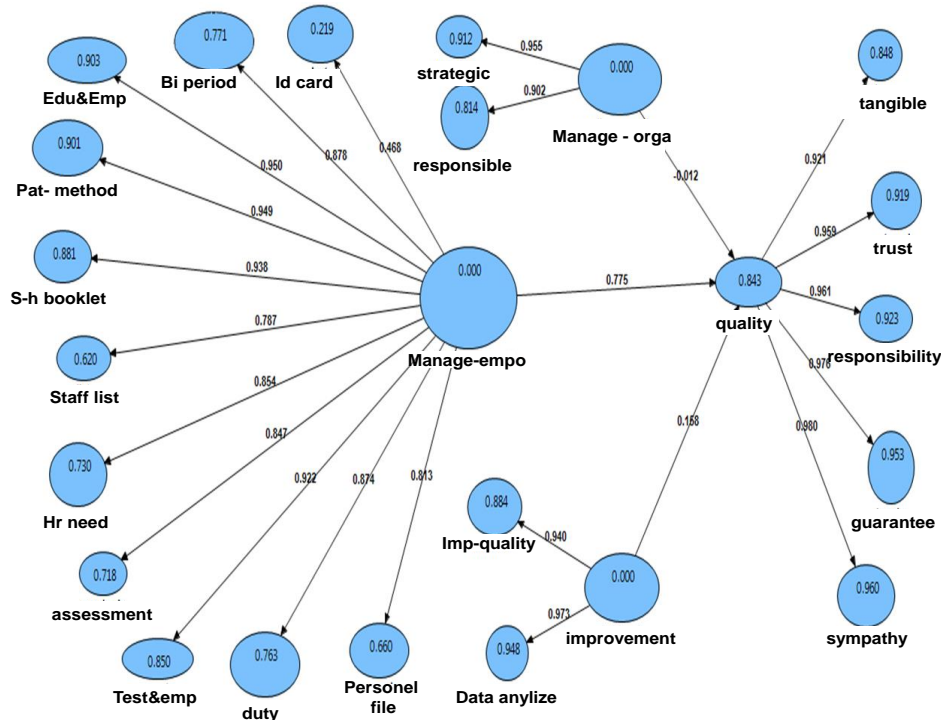 0.903
Edu&Emp
0.771
Bi period
0.219
Id card
0.912
strategic
0.955
0.000
Manage - orga
0.902
0.814
responsible
0.848
tangible
0.901
Pat- method
0.950
0.878
0.468
0.949
-0.012
0.921
0.919
trust
0.959
0.881
S-h booklet
0.938
0.000
Manage-empo
0.775
0.843
quality
0.961
0.923
responsibility
0.787
0.620
Staff list
0.854
0.976
0.847
0.730
Hr need
0.922
0.874
0.813
0.158
0.980
0.953
guarantee
0.884
Imp-quality
0.940
0.718
assessment
0.000
improvement
0.973
0.960
sympathy
0.850
Test&emp
0.763
duty
0.660
Personel
file
0.948
Data anylize